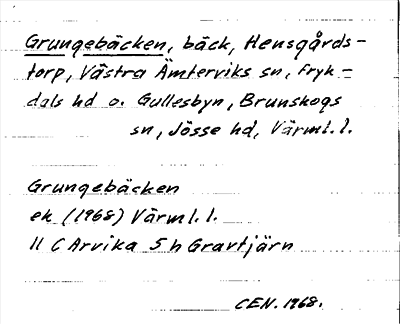 Grungebäcken, bäck, Hensgårds-
torp, Västra Ämterviks sn, Fryk-
dals hd o. Gullesbyn, Brunskogs
sn, Jösse hd, Värml.l.
Grungebäcken
ek (1968) Värml.l.
11 C Arvika 5 h Gravtjärn
CEN. 1968.